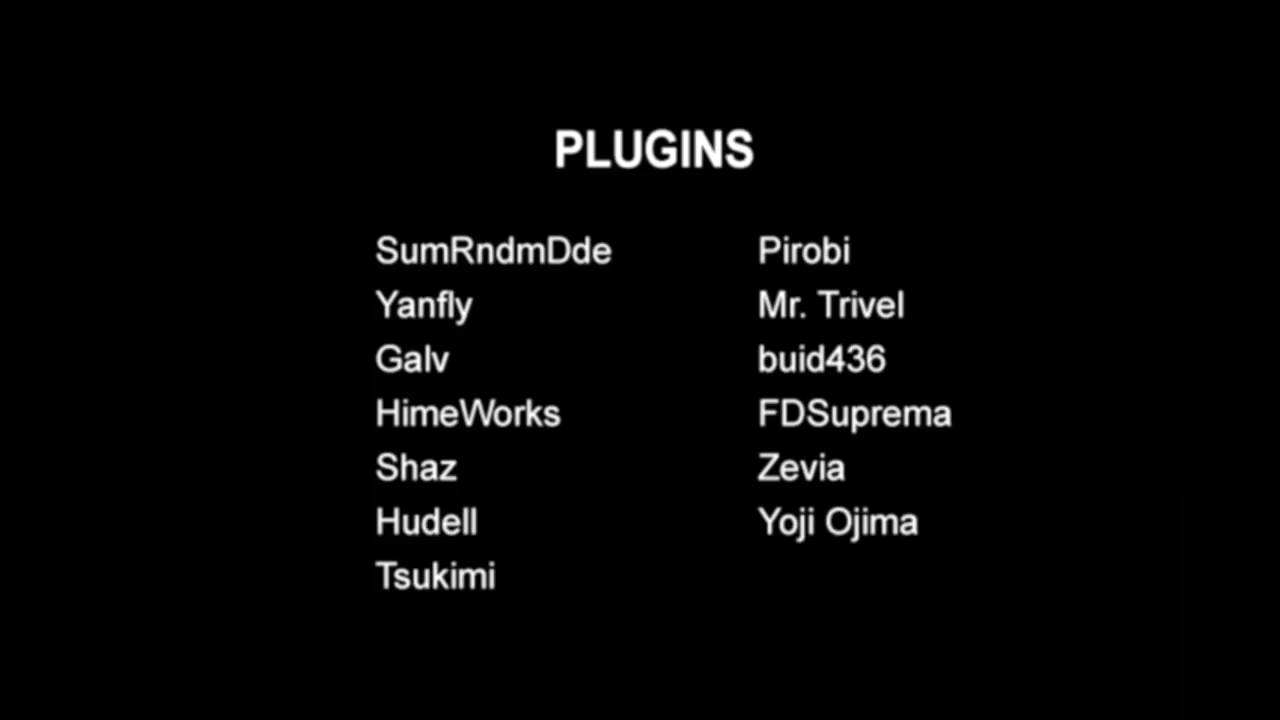 PLUGINS
SumRndmDde
Yanfly
Galv
HimeWorks
Shaz
Hudell
Tsukimi
Pirobi
Mr. Trivel
buid436
FDSuprema
Zevia
Yoji Ojima